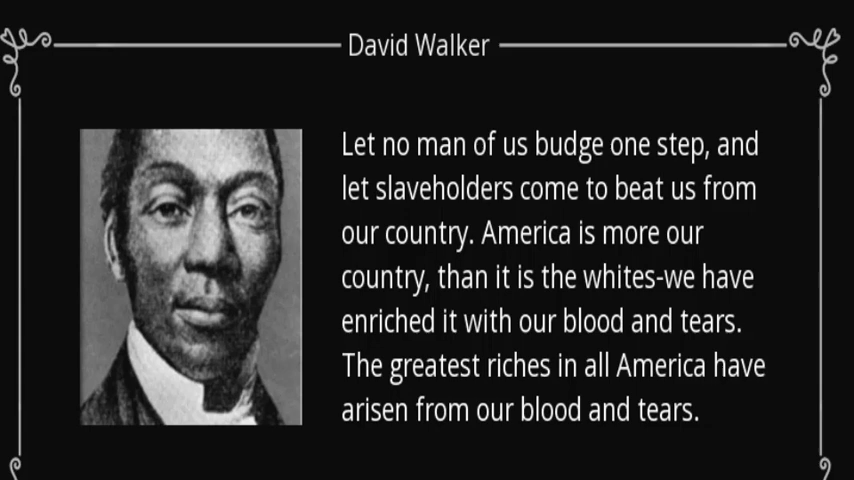 David Walker
Let no man of us budge one step, and
let slaveholders come to beat us from
our country. America is more our
country, than it is the whites-we have
enriched it with our blood and tears.
The greatest riches in all America have
arisen from our blood and tears.